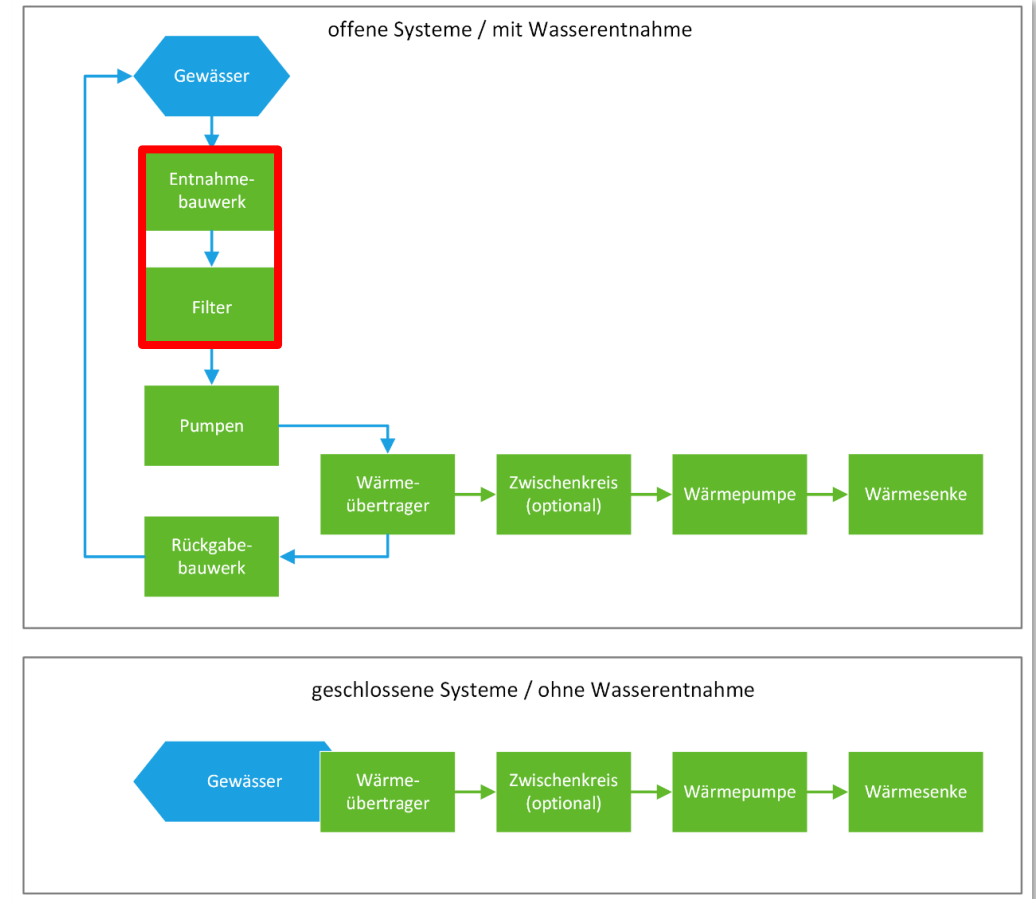 offene Systeme / mit Wasserentnahme
Gewässer
Entnahme-
bauwerk
Filter
Pumpen
Wärme-
übertrager
Zwischenkreis
(optional)
Wärmepumpe
Wärmesenke
Rückgabe-
bauwerk
geschlossene Systeme / ohne Wasserentnahme
Gewässer
Wärme-
übertrager
Zwischenkreis
(optional)
Wärmepumpe
Wärmesenke